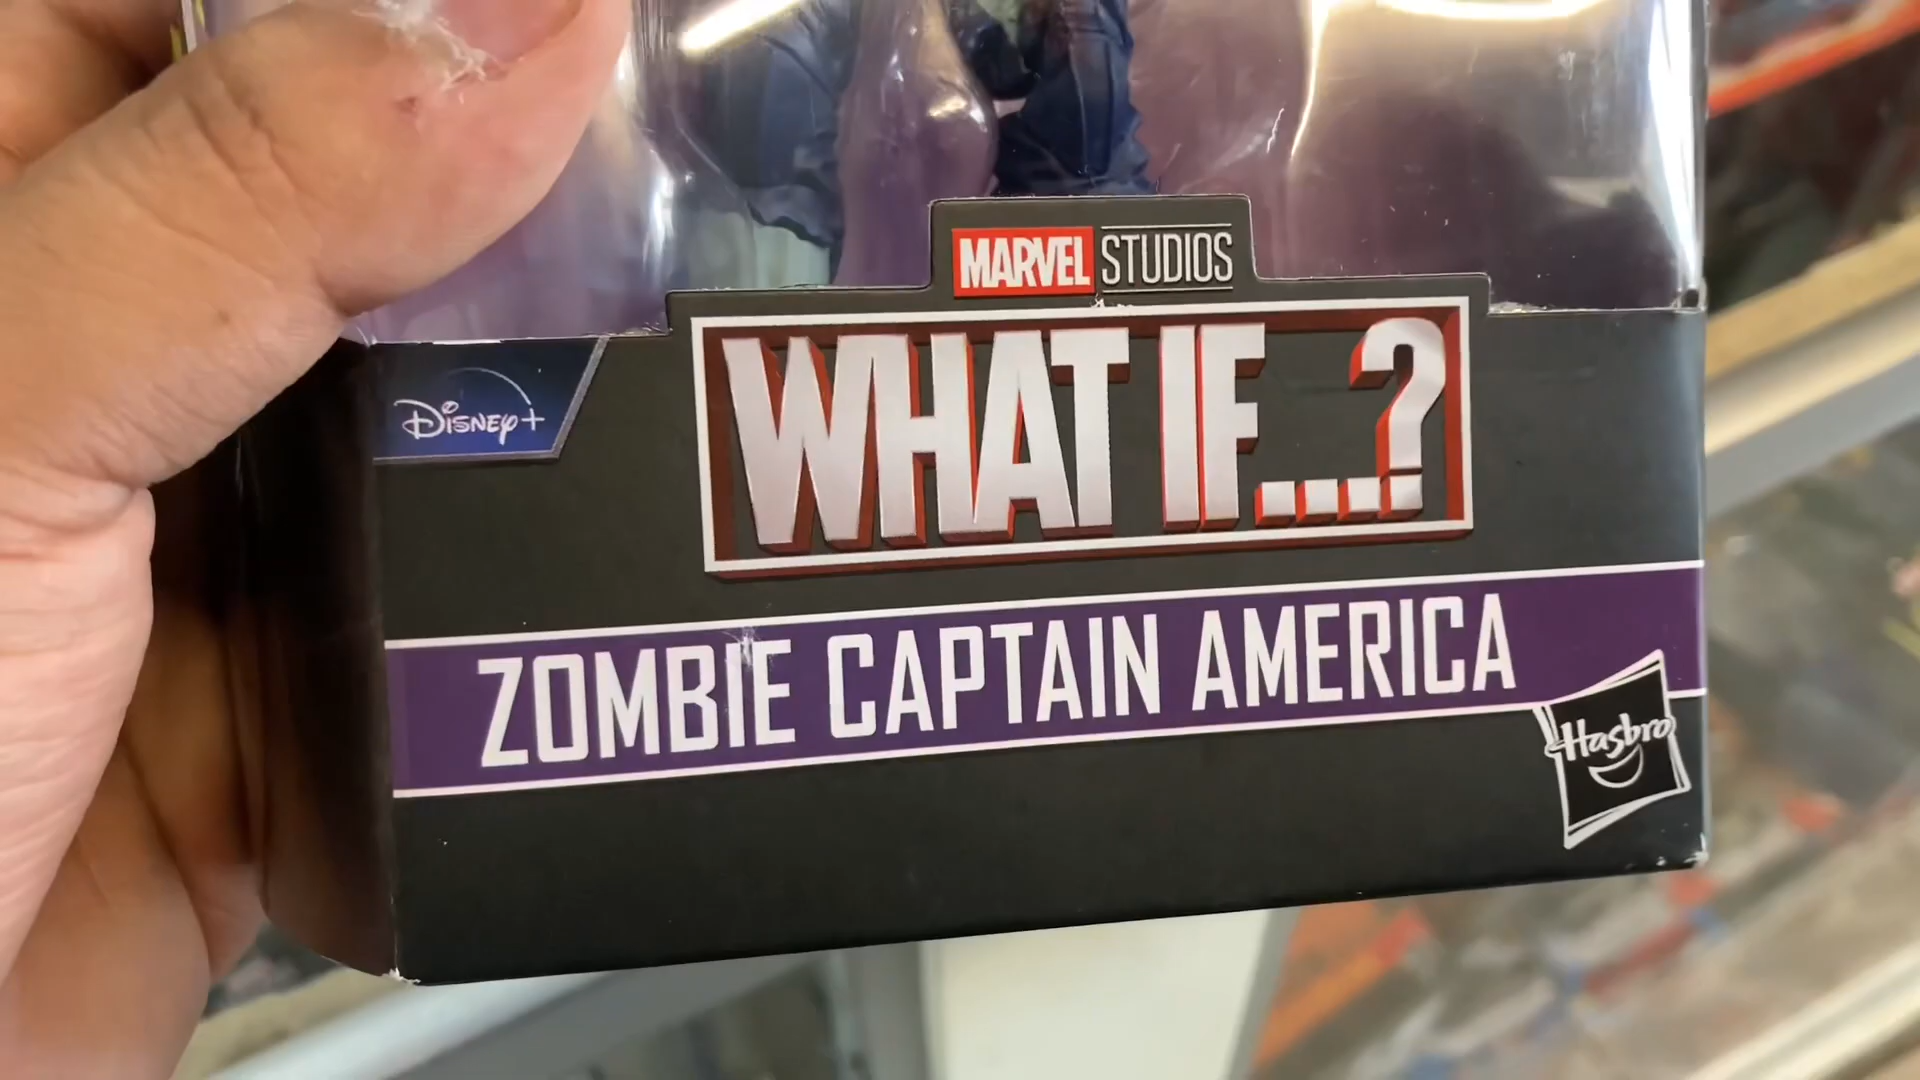 MARVEL STUDIOS
Disney+
WHAT IF...?
ZOMBIE CAPTAIN AMERICA
Hasbro